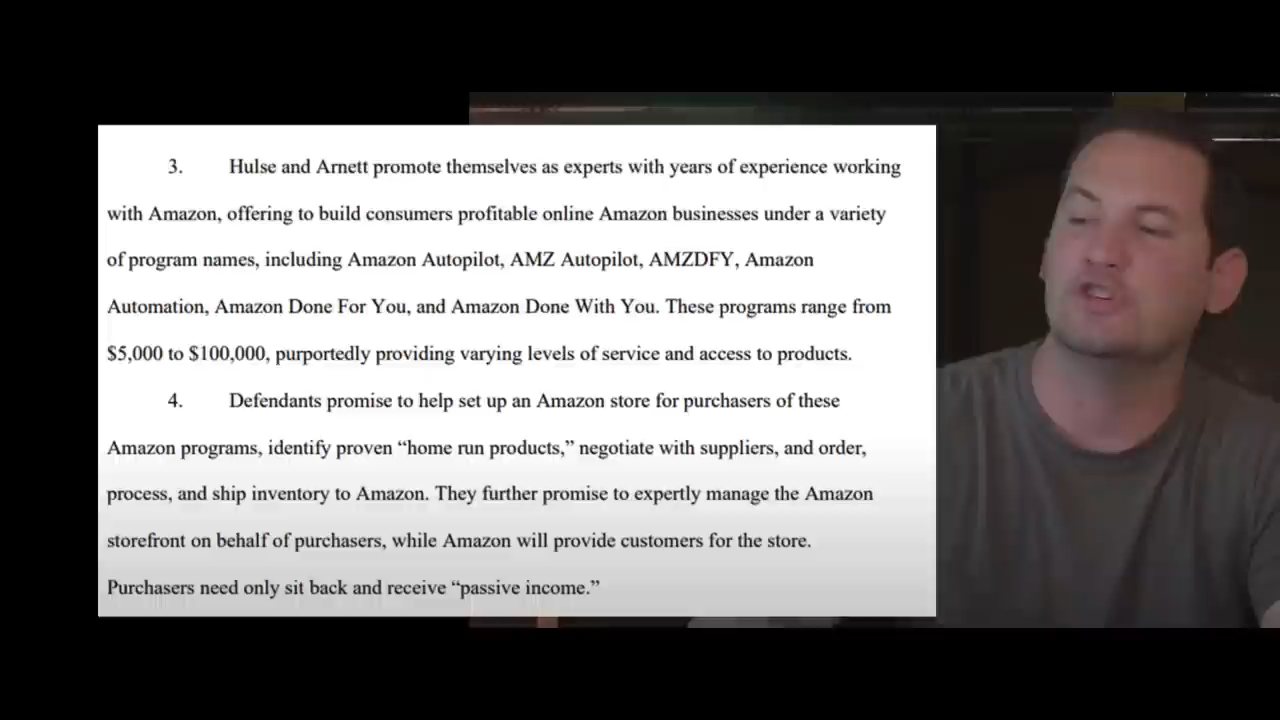 3. Hulse and Arnett promote themselves as experts with years of experience working
with Amazon, offering to build consumers profitable online Amazon businesses under a variety
of program names, including Amazon Autopilot, AMZ Autopilot, AMZDFY, Amazon
Automation, Amazon Done For You, and Amazon Done With You. These programs range from
$5,000 to $100,000, purportedly providing varying levels of service and access to products.
4. Defendants promise to help set up an Amazon store for purchasers of these
Amazon programs, identify proven “home run products,” negotiate with suppliers, and order,
process, and ship inventory to Amazon. They further promise to expertly manage the Amazon
storefront on behalf of purchasers, while Amazon will provide customers for the store.
Purchasers need only sit back and receive “passive income.”